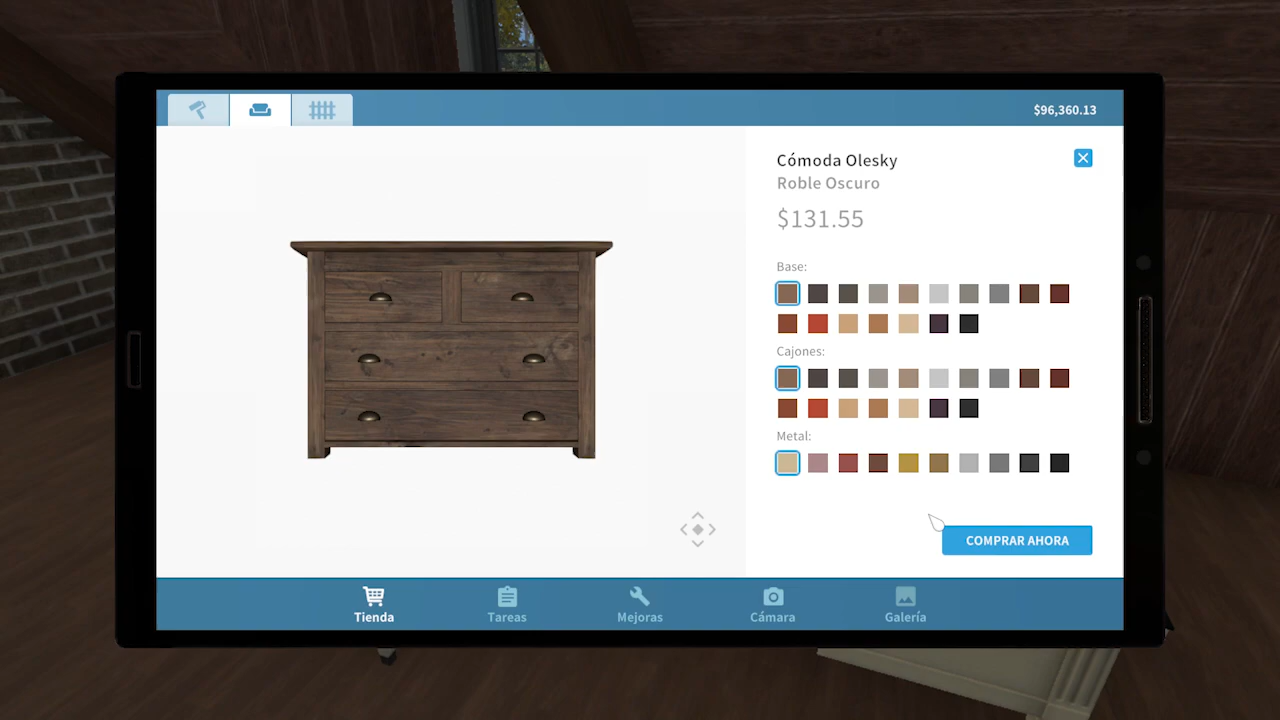 $96,360.13
Cómoda Olesky
Roble Oscuro
$131.55
Base:
Cajones:
Metal:
COMPRAR AHORA
Tienda
Tareas
Mejoras
Cámara
Galería